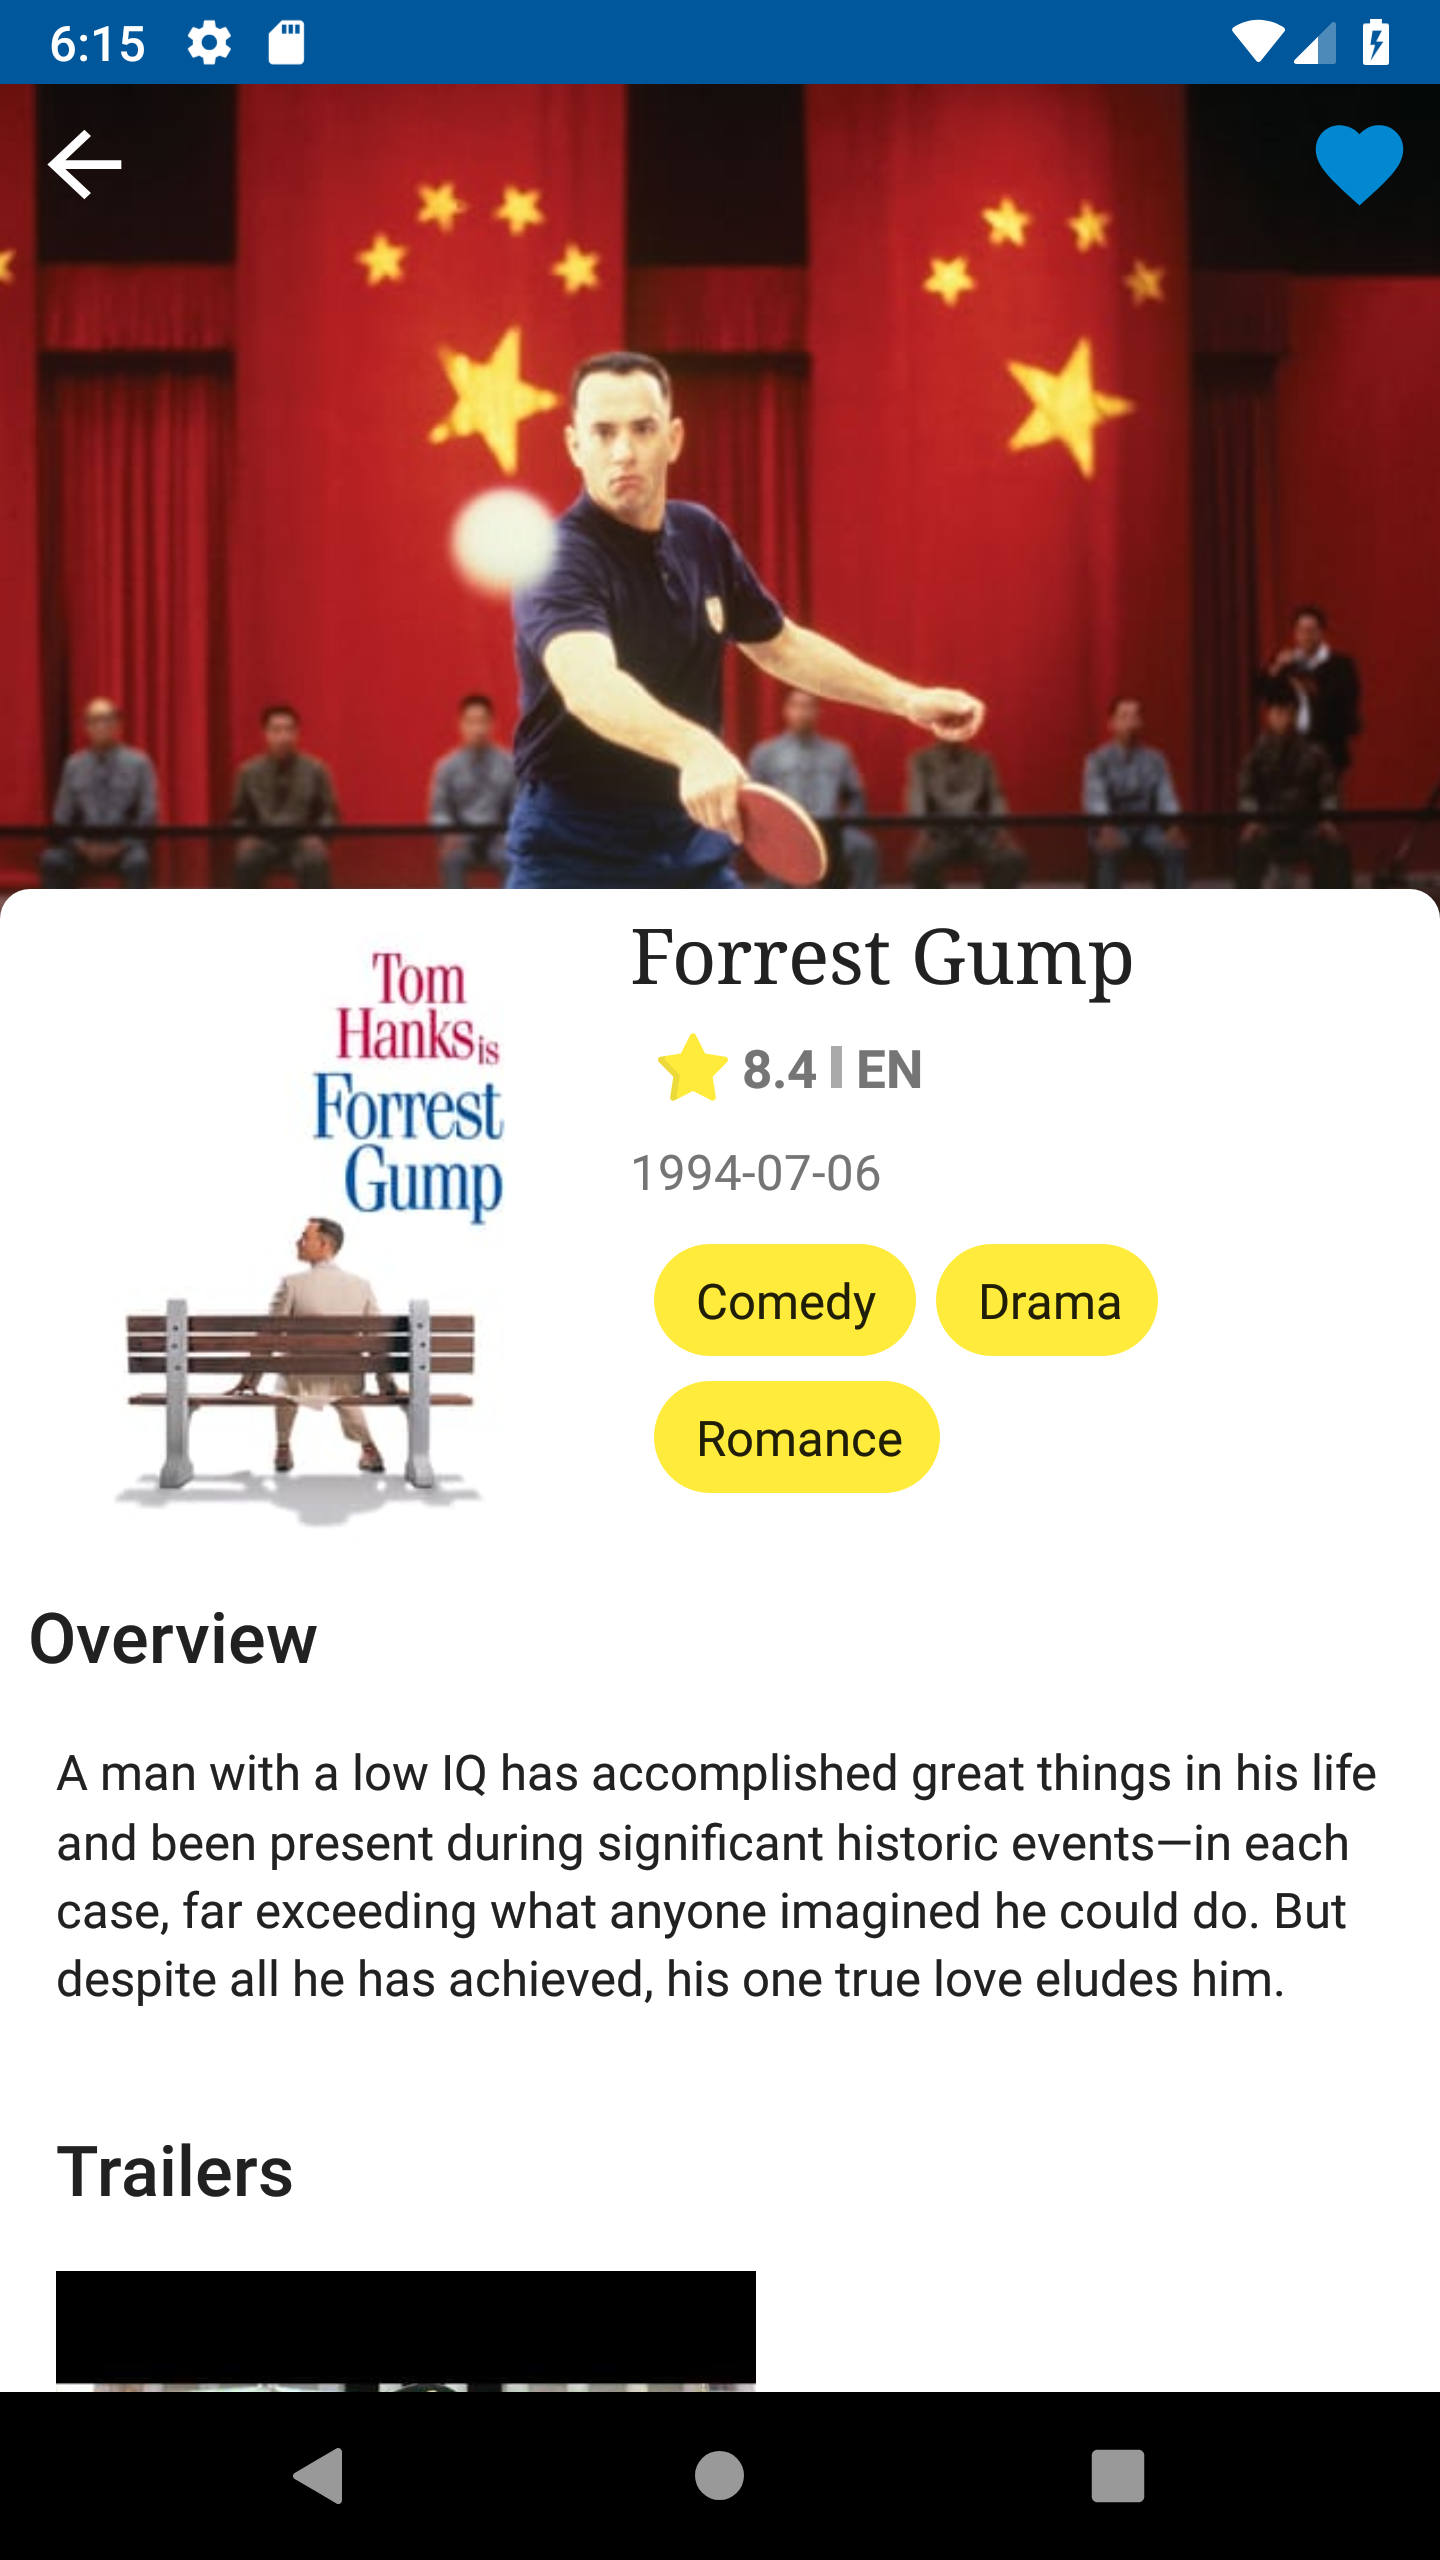 6:15
Forrest Gump
8.4 | EN
1994-07-06
Comedy
Drama
Romance
Tom
Hanks is
Forrest
Gump
Overview
A man with a low IQ has accomplished great things in his life
and been present during significant historic events—in each
case, far exceeding what anyone imagined he could do. But
despite all he has achieved, his one true love eludes him.
Trailers